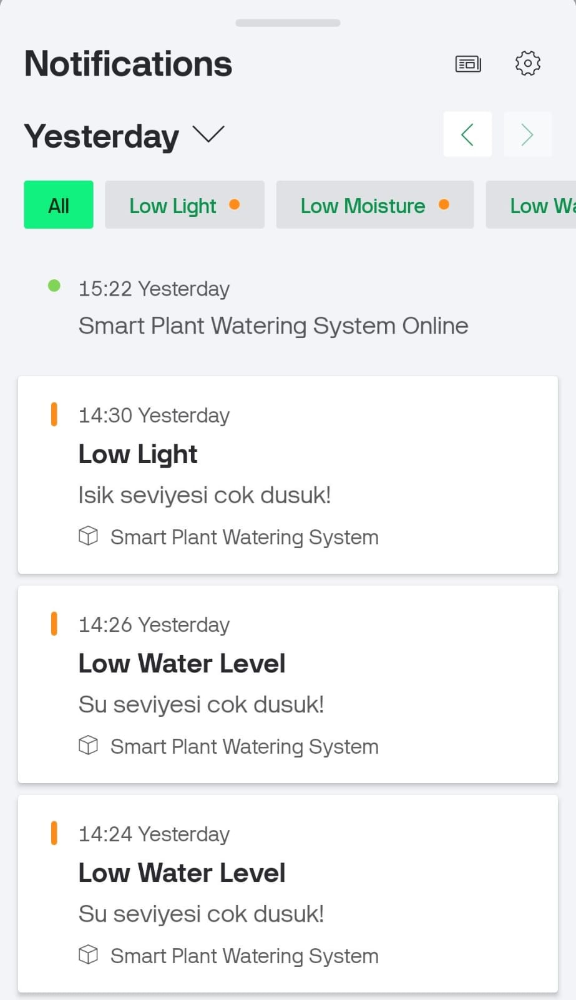 Notifications
Yesterday
All
Low Light
Low Moisture
Low Wa
15:22 Yesterday
Smart Plant Watering System Online
14:30 Yesterday
Low Light
Isik seviyesi cok dusuk!
Smart Plant Watering System
14:26 Yesterday
Low Water Level
Su seviyesi cok dusuk!
Smart Plant Watering System
14:24 Yesterday
Low Water Level
Su seviyesi cok dusuk!
Smart Plant Watering System